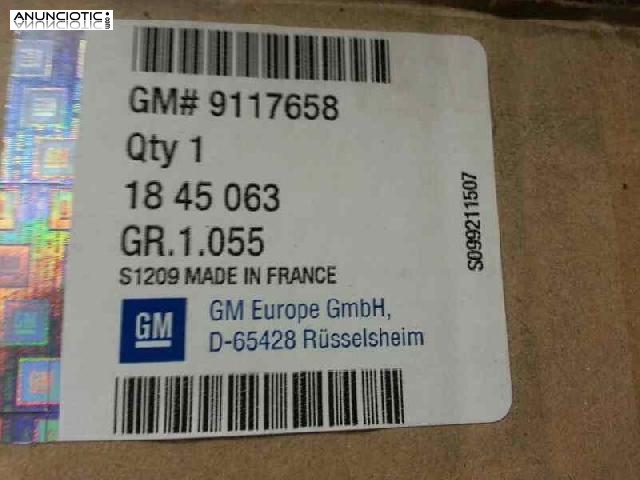 ANUNCIOTIC.com
GM# 9117658
Qty 1
18 45 063
GR.1.055
S1209 MADE IN FRANCE
GM
GM Europe GmbH,
D-65428 Rüsselsheim
S099211507